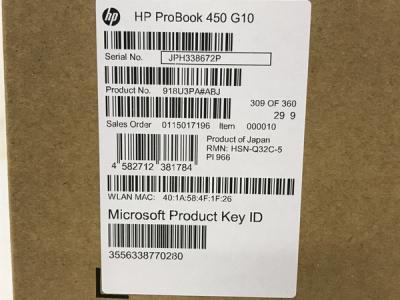 hp HP ProBook 450 G10
Serial No. JPH338672P
Product No. 918U3PA#ABJ
309 OF 360
29 9
Sales Order 0115017196 Item 000010
Product of Japan
RMN: HSN-Q32C-5
PI 966
4 582712 381784
WLAN MAC: 40:1A:58:4F:1F:26
Microsoft Product Key ID
3556338770280